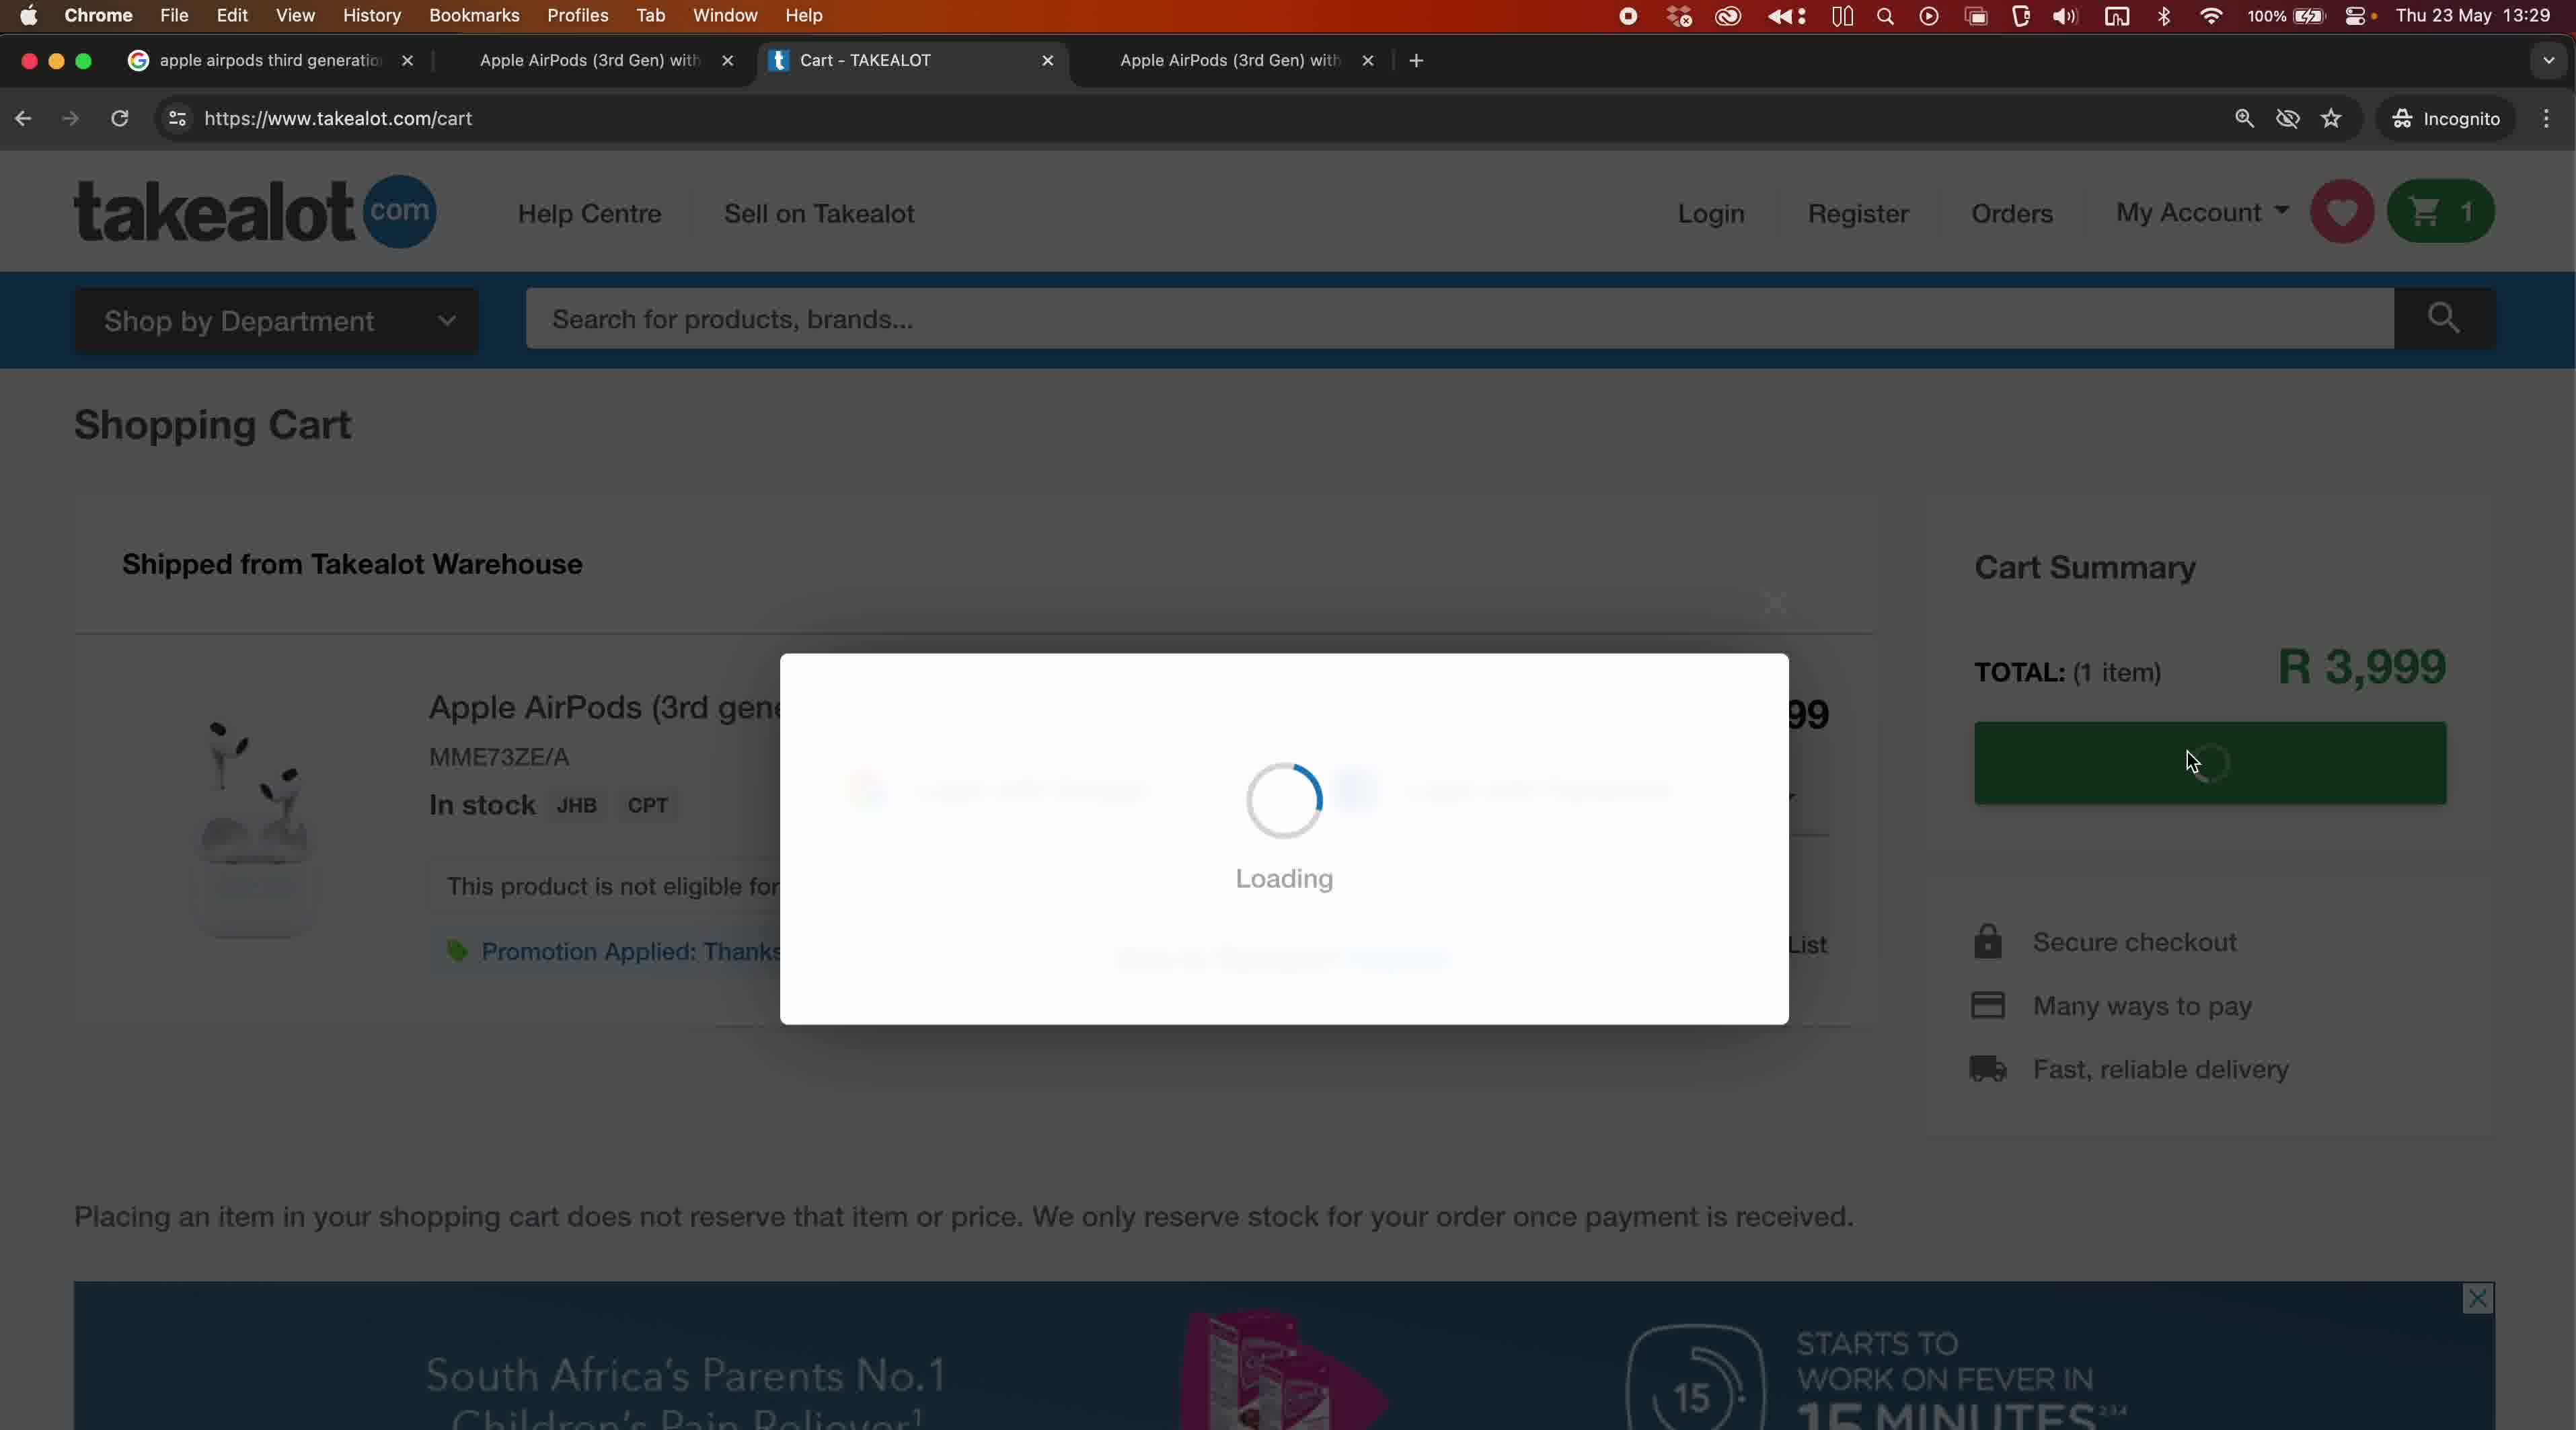 Chrome File Edit View History Bookmarks Profiles Tab Window Help 100% Thu 23 May 13:29
apple airpods third generatio Apple AirPods (3rd Gen) with Cart - TAKEALOT Apple AirPods (3rd Gen) with
https://www.takealot.com/cart Incognito
takealot com Help Centre Sell on Takealot Login Register Orders My Account 1
Shop by Department Search for products, brands...
Shopping Cart
Shipped from Takealot Warehouse
Apple AirPods (3rd gene
99
MME73ZE/A
In stock JHB CPT
This product is not eligible for
Promotion Applied: Thanks
List
Loading
Cart Summary
TOTAL: (1 item) R 3,999
Secure checkout
Many ways to pay
Fast, reliable delivery
Placing an item in your shopping cart does not reserve that item or price. We only reserve stock for your order once payment is received.
South Africa's Parents No.1
Children's Pain Reliever¹
15
STARTS TO
WORK ON FEVER IN
15 MINUTES